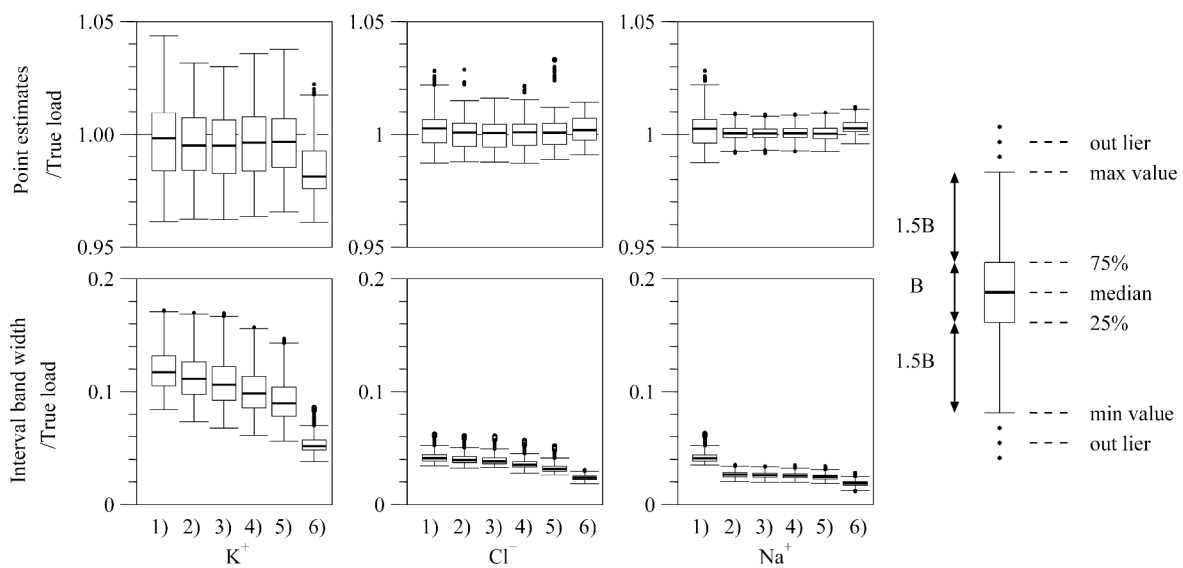 Point estimates
/True load
1.05
1.00
0.95
1.05
1
0.95
1.05
1
0.95
Interval band width
/True load
0.2
0.1
0
0.2
0.1
0
0.2
0.1
0
1) 2) 3) 4) 5) 6)
K+
1) 2) 3) 4) 5) 6)
Cl−
1) 2) 3) 4) 5) 6)
Na+
1.5B
B
1.5B
out lier
max value
75%
median
25%
min value
out lier